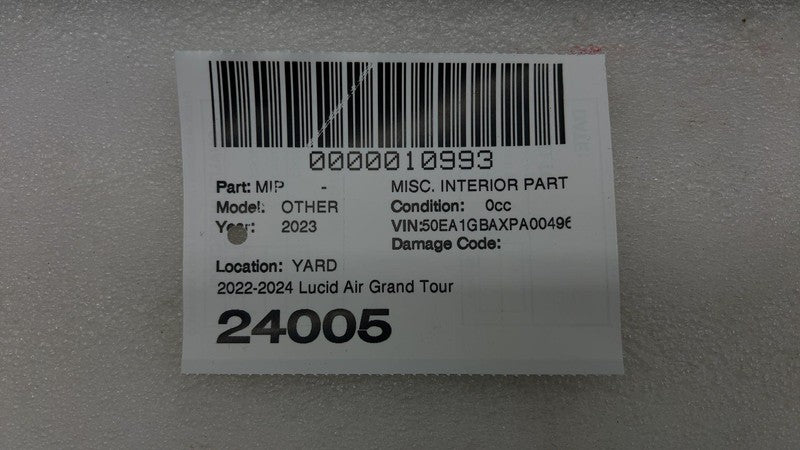 0000010993
Part: MIP - MISC. INTERIOR PART
Model: OTHER Condition: 0cc
Year: 2023 VIN:50EA1GBAXPA00496
Damage Code:
Location: YARD
2022-2024 Lucid Air Grand Tour
24005